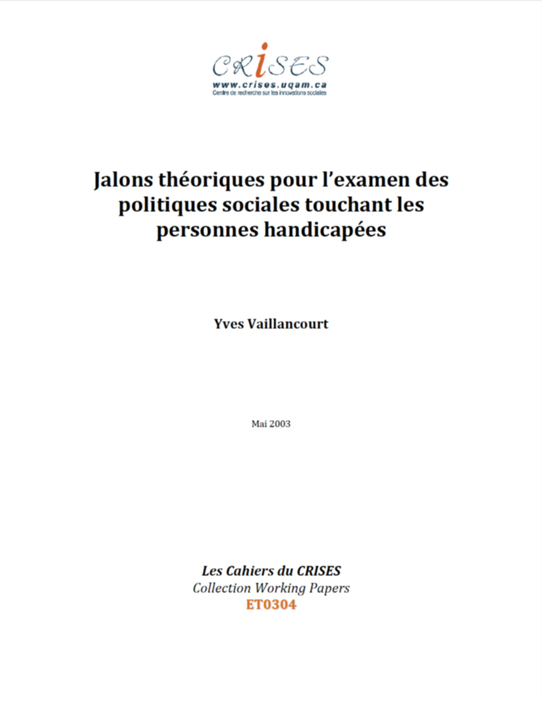 CRiSES
www.crises.uqam.ca
Centre de recherche sur les innovations sociales
Jalons théoriques pour l'examen des
politiques sociales touchant les
personnes handicapées
Yves Vaillancourt
Mai 2003
Les Cahiers du CRISES
Collection Working Papers
ET0304